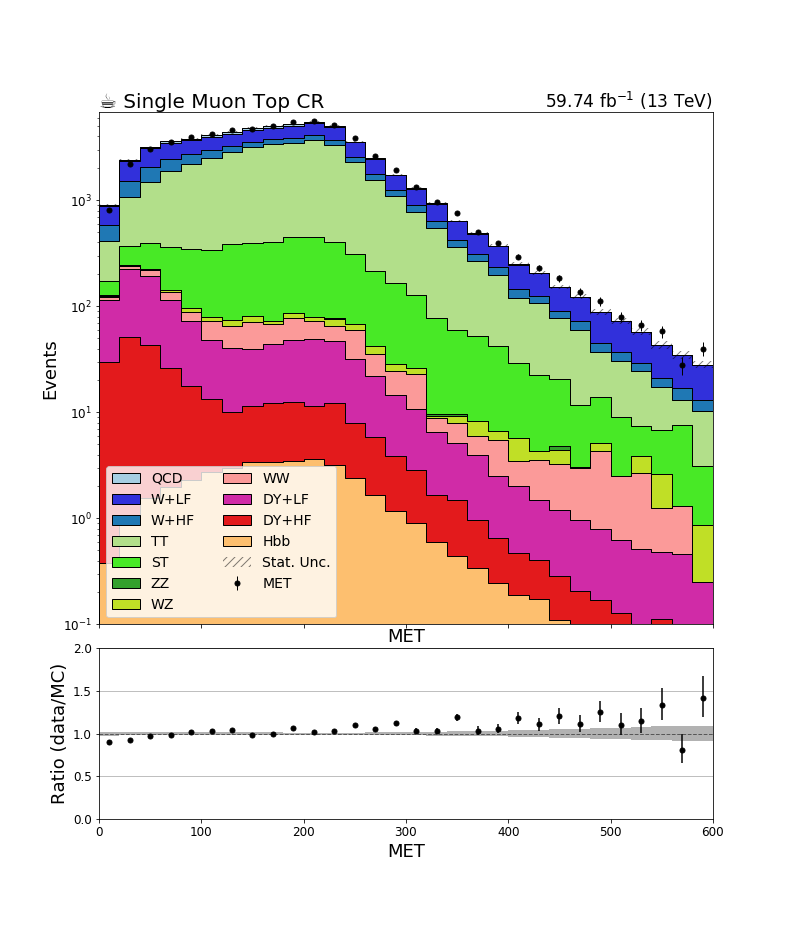 ☕ Single Muon Top CR 59.74 fb⁻¹ (13 TeV)
Events
10³
10²
10¹
10⁰
10⁻¹
QCD WW
W+LF DY+LF
W+HF DY+HF
TT Hbb
ST Stat. Unc.
ZZ MET
WZ
MET
Ratio (data/MC)
2.0
1.5
1.0
0.5
0.0
0 100 200 300 400 500 600
MET